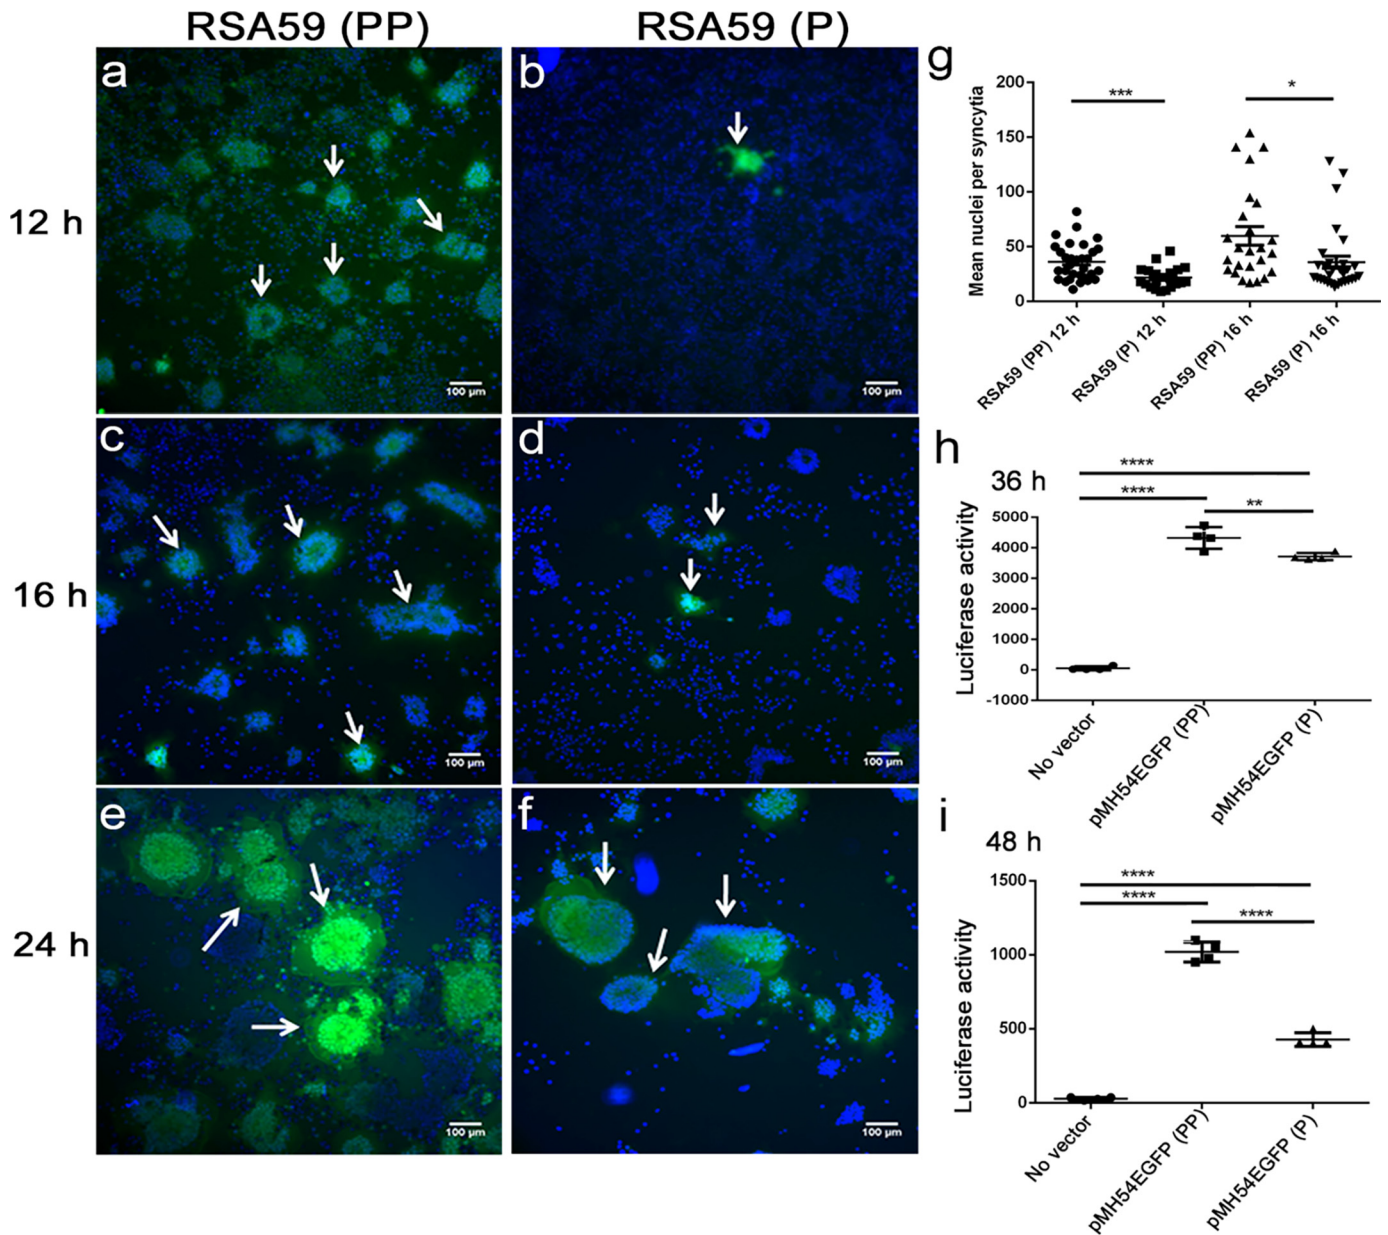 RSA59 (PP)
RSA59 (P)
12 h
16 h
24 h
a
100 µm
b
100 µm
c
100 µm
d
100 µm
e
100 µm
f
100 µm
g
Mean nuclei per syncytia
200
150
100
50
0
***
*
RSA59 (PP) 12 h
RSA59 (P) 12 h
RSA59 (PP) 16 h
RSA59 (P) 16 h
h
36 h
Luciferase activity
5000
4000
3000
2000
1000
0
-1000
****
****
**
No vector
pMH54EGFP (PP)
pMH54EGFP (P)
i
48 h
Luciferase activity
1500
1000
500
0
****
****
****
No vector
pMH54EGFP (PP)
pMH54EGFP (P)